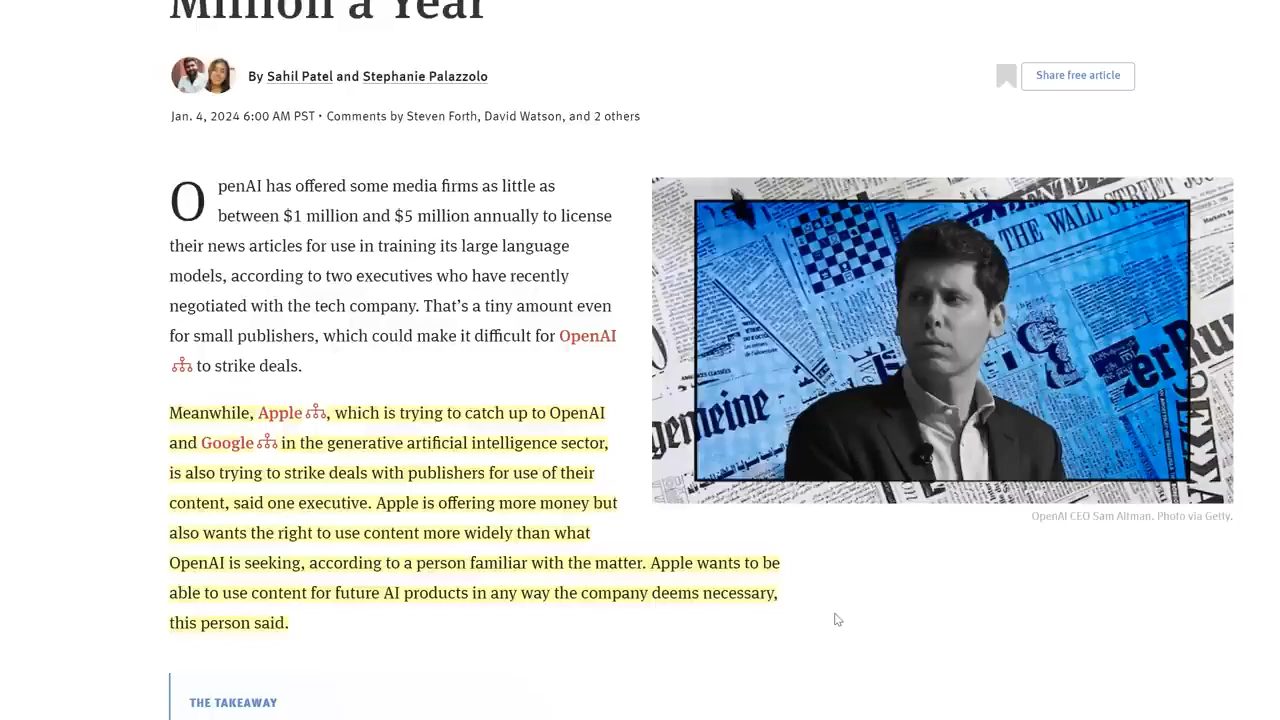 Million a Year
By Sahil Patel and Stephanie Palazzolo
Share free article
Jan. 4, 2024 6:00 AM PST • Comments by Steven Forth, David Watson, and 2 others
OpenAI has offered some media firms as little as
between $1 million and $5 million annually to license
their news articles for use in training its large language
models, according to two executives who have recently
negotiated with the tech company. That’s a tiny amount even
for small publishers, which could make it difficult for OpenAI
to strike deals.
Meanwhile, Apple, which is trying to catch up to OpenAI
and Google in the generative artificial intelligence sector,
is also trying to strike deals with publishers for use of their
content, said one executive. Apple is offering more money but
also wants the right to use content more widely than what
OpenAI is seeking, according to a person familiar with the matter. Apple wants to be
able to use content for future AI products in any way the company deems necessary,
this person said.
THE WALL STREET JO
gemeine
OpenAI CEO Sam Altman. Photo via Getty.
THE TAKEAWAY